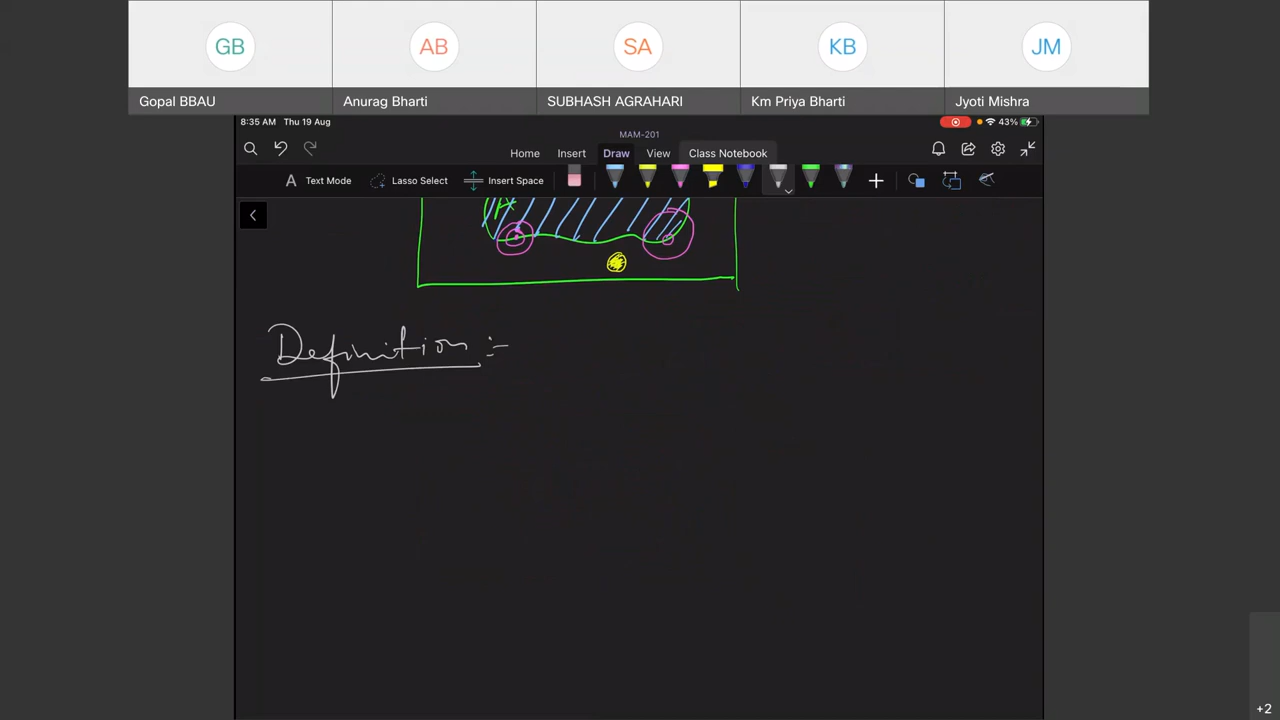 GB AB SA KB JM
Gopal BBAU Anurag Bharti SUBHASH AGRAHARI Km Priya Bharti Jyoti Mishra
8:35 AM Thu 19 Aug 43%
MAM-201
Home Insert Draw View Class Notebook
A Text Mode Lasso Select Insert Space
A
Definition :-
+2